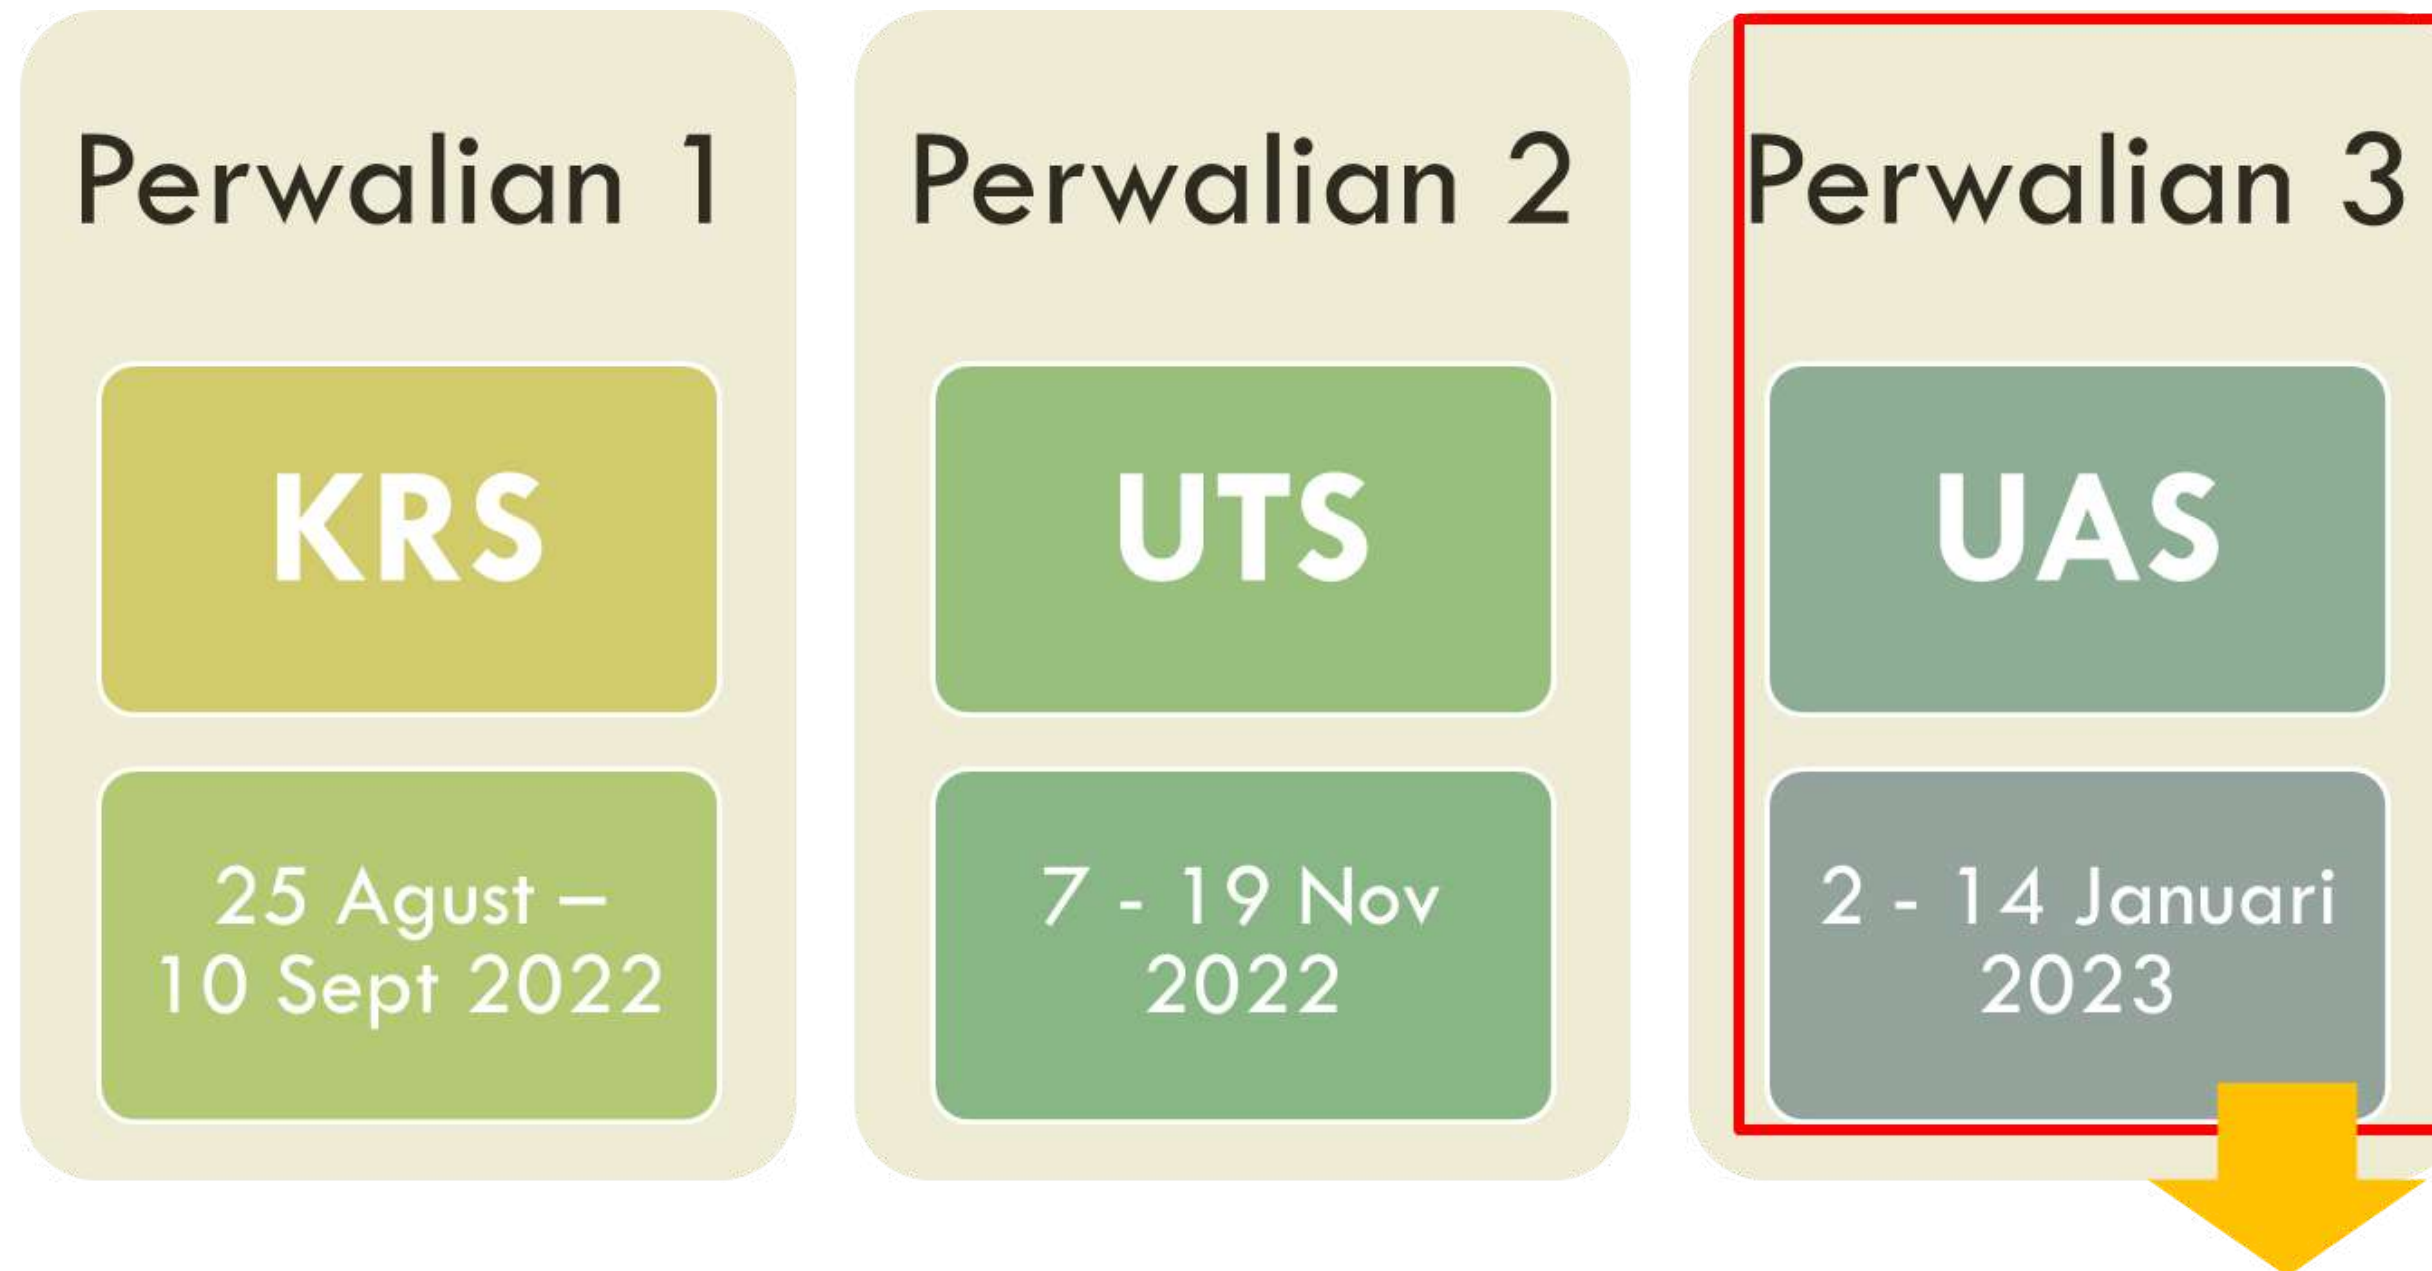 Perwalian 1
KRS
25 Agust –
10 Sept 2022
Perwalian 2
UTS
7 - 19 Nov
2022
Perwalian 3
UAS
2 - 14 Januari
2023